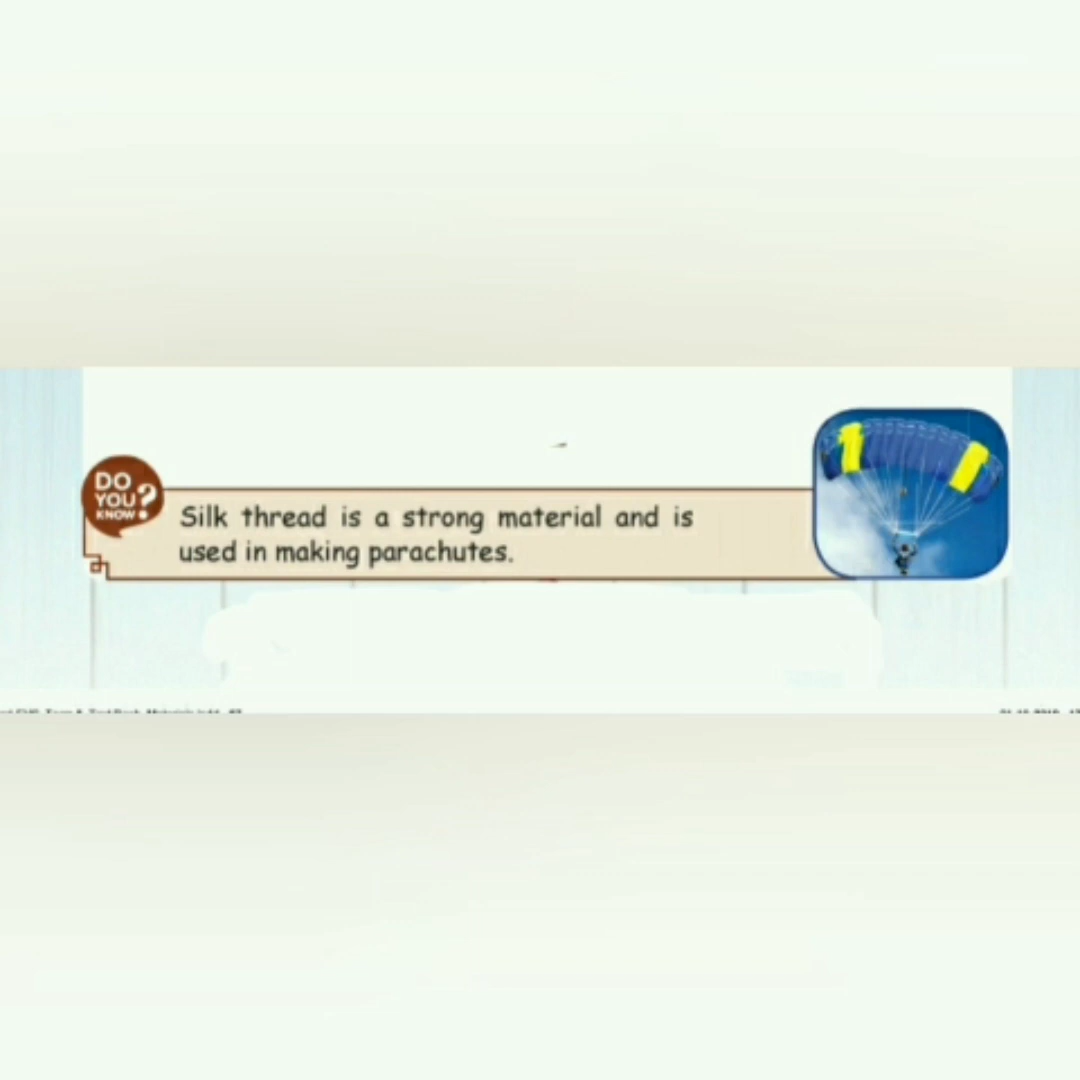 DO
YOU
KNOW?
Silk thread is a strong material and is
used in making parachutes.